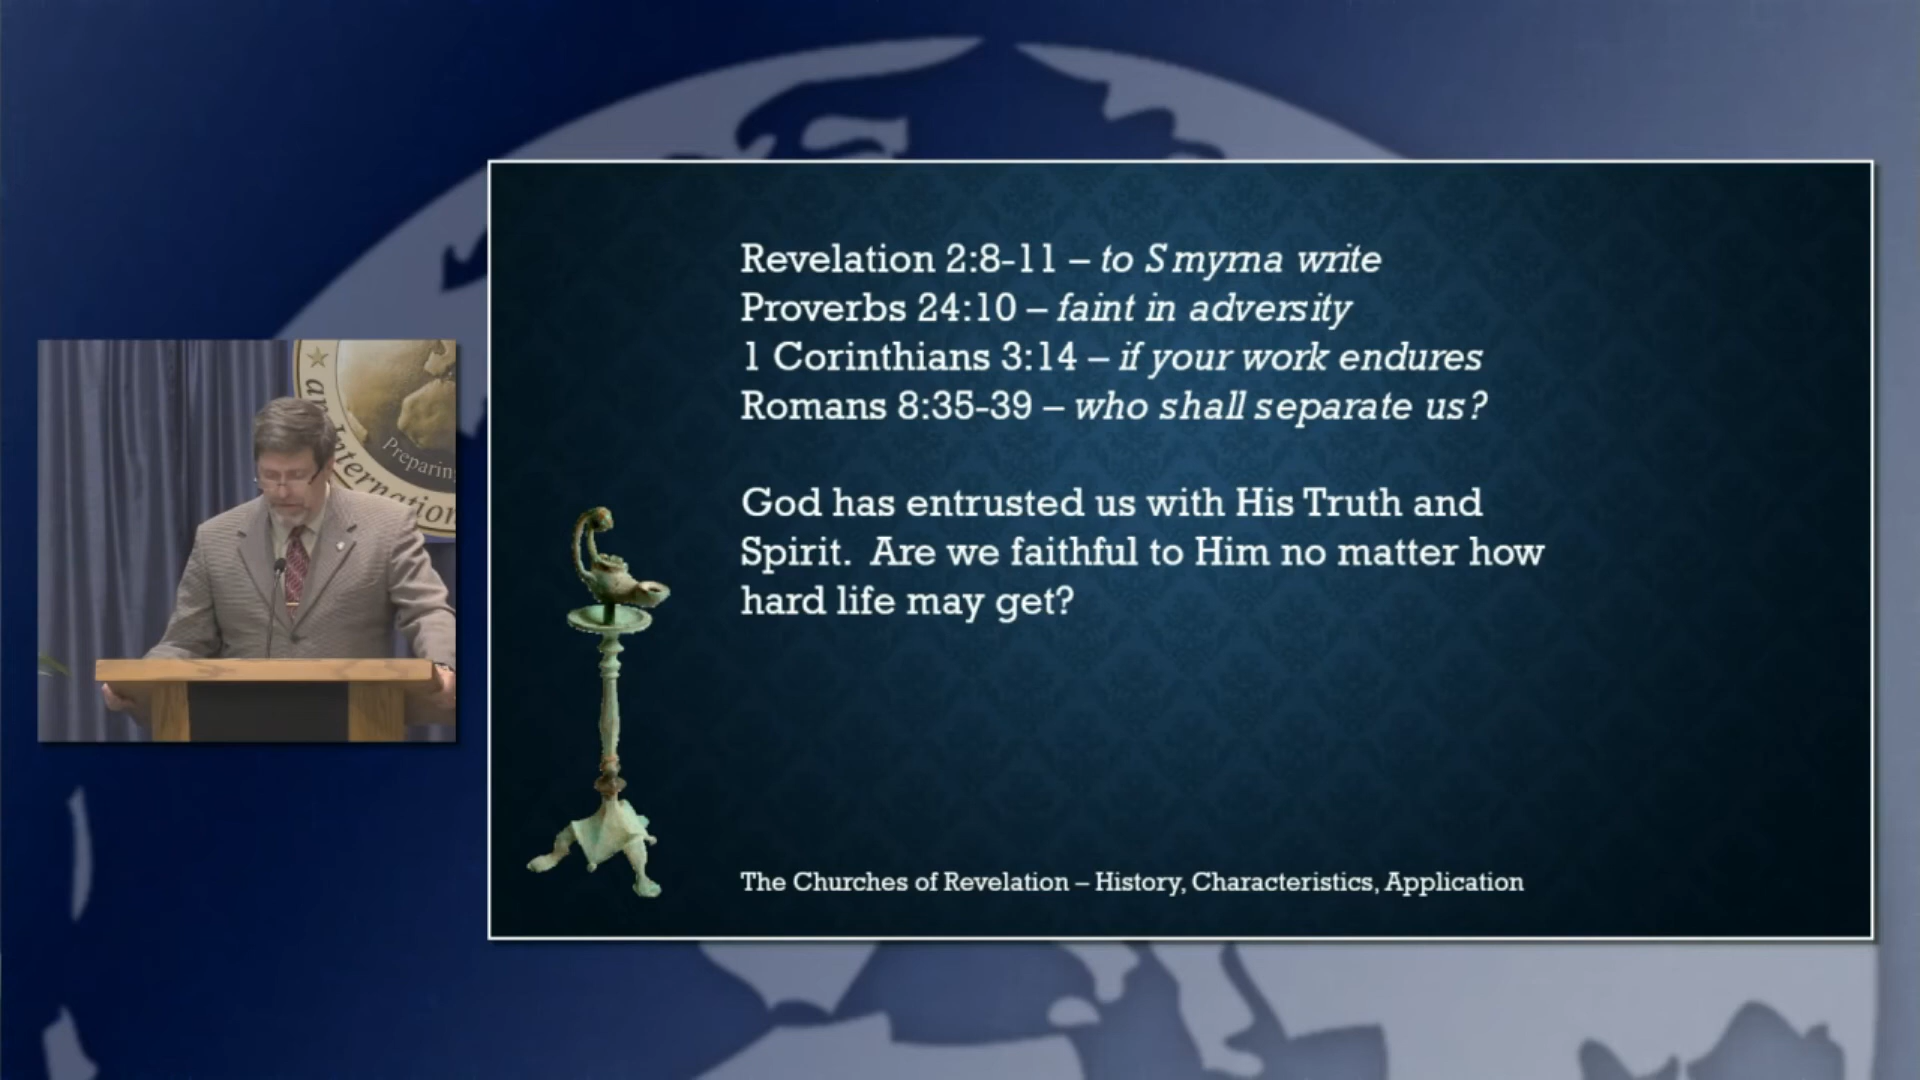 an International
Preparin
Revelation 2:8-11 – to Smyrna write
Proverbs 24:10 – faint in adversity
1 Corinthians 3:14 – if your work endures
Romans 8:35-39 – who shall separate us?
God has entrusted us with His Truth and
Spirit. Are we faithful to Him no matter how
hard life may get?
The Churches of Revelation – History, Characteristics, Application